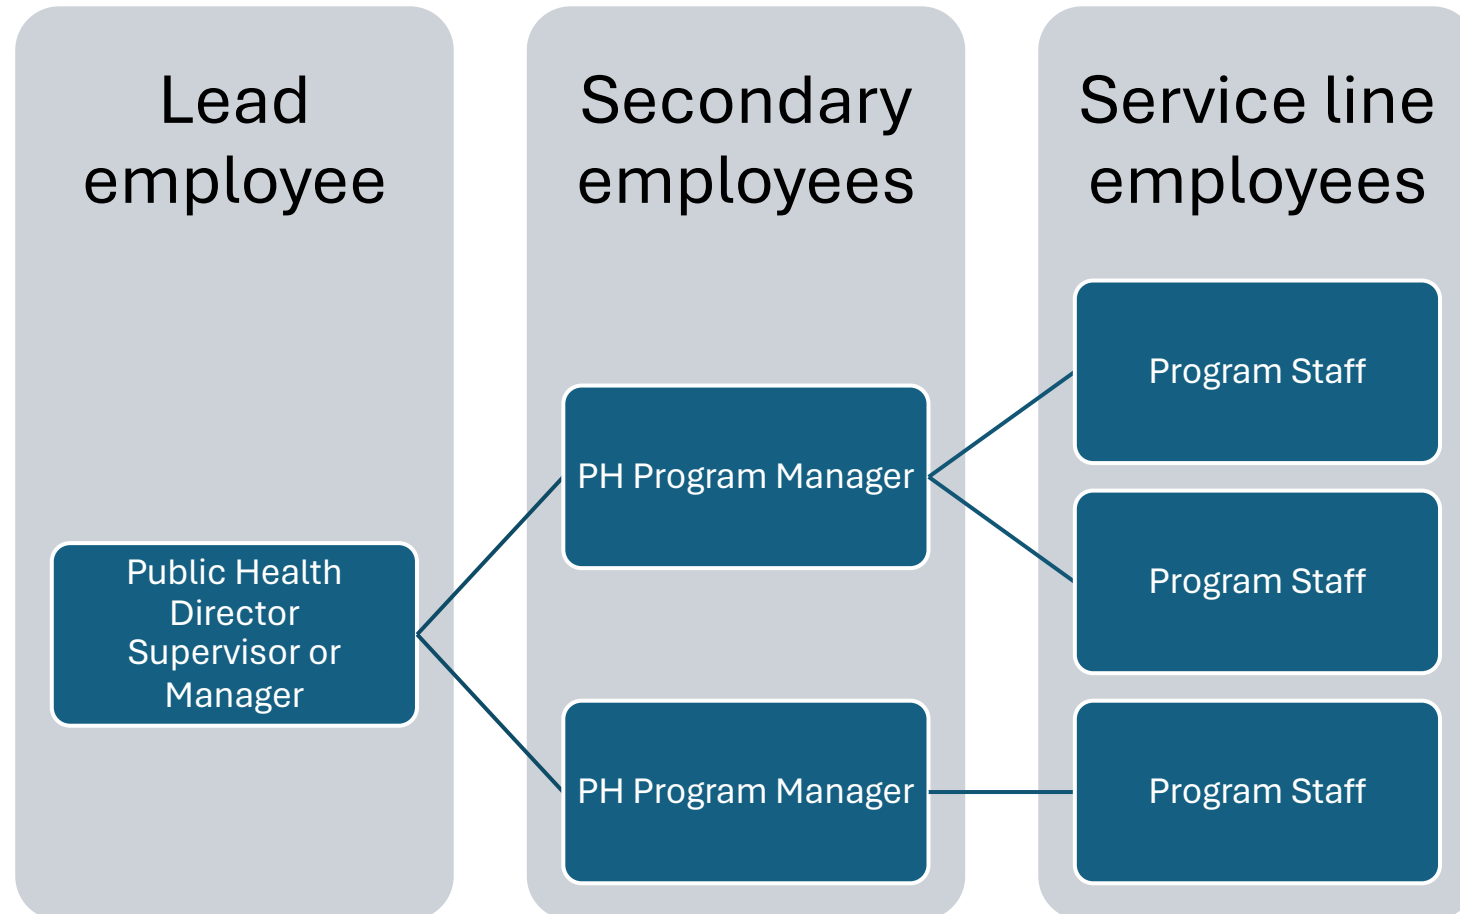 Lead
employee
Secondary
employees
Service line
employees
Public Health
Director
Supervisor or
Manager
PH Program Manager
PH Program Manager
Program Staff
Program Staff
Program Staff